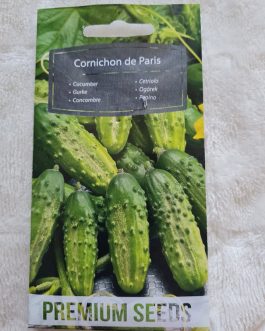 Cornichon de Paris
• Cucumber
• Gurke
• Concombre
• Cetriolo
• Ogórek
• Pepino
PREMIUM SEEDS